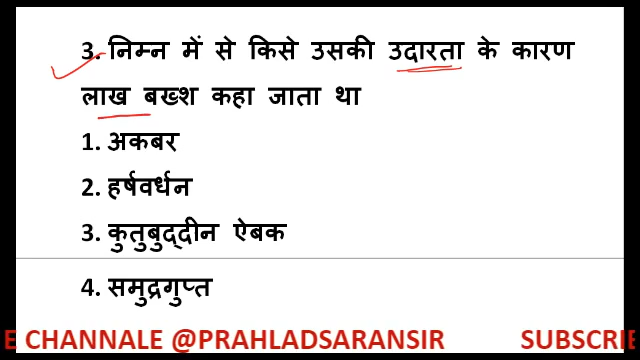 3. निम्न में से किसे उसकी उदारता के कारण
लाख बख्श कहा जाता था
1. अकबर
2. हर्षवर्धन
3. कुतुबुद्दीन ऐबक
4. समुद्रगुप्त
E CHANNALE @PRAHLADSARANSIR SUBSCRIE